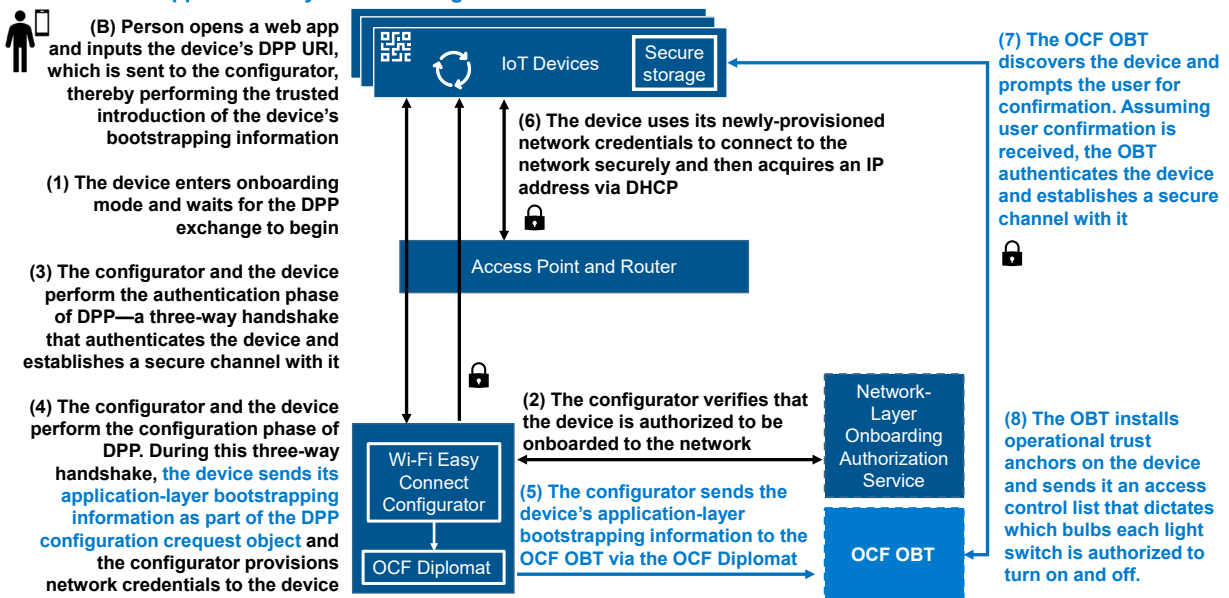 (B) Person opens a web app
and inputs the device's DPP URI,
which is sent to the configurator,
thereby performing the trusted
introduction of the device's
bootstrapping information
(1) The device enters onboarding
mode and waits for the DPP
exchange to begin
(3) The configurator and the device
perform the authentication phase
of DPP—a three-way handshake
that authenticates the device and
establishes a secure channel with it
(4) The configurator and the device
perform the configuration phase of
DPP. During this three-way
handshake, the device sends its
application-layer bootstrapping
information as part of the DPP
configuration crequest object and
the configurator provisions
network credentials to the device
IoT Devices
Secure
storage
(6) The device uses its newly-provisioned
network credentials to connect to the
network securely and then acquires an IP
address via DHCP
Access Point and Router
(2) The configurator verifies that
the device is authorized to be
onboarded to the network
Wi-Fi Easy
Connect
Configurator
OCF Diplomat
(5) The configurator sends the
device's application-layer
bootstrapping information to the
OCF OBT via the OCF Diplomat
Network-
Layer
Onboarding
Authorization
Service
OCF OBT
(7) The OCF OBT
discovers the device and
prompts the user for
confirmation. Assuming
user confirmation is
received, the OBT
authenticates the device
and establishes a secure
channel with it
(8) The OBT installs
operational trust
anchors on the device
and sends it an access
control list that dictates
which bulbs each light
switch is authorized to
turn on and off.